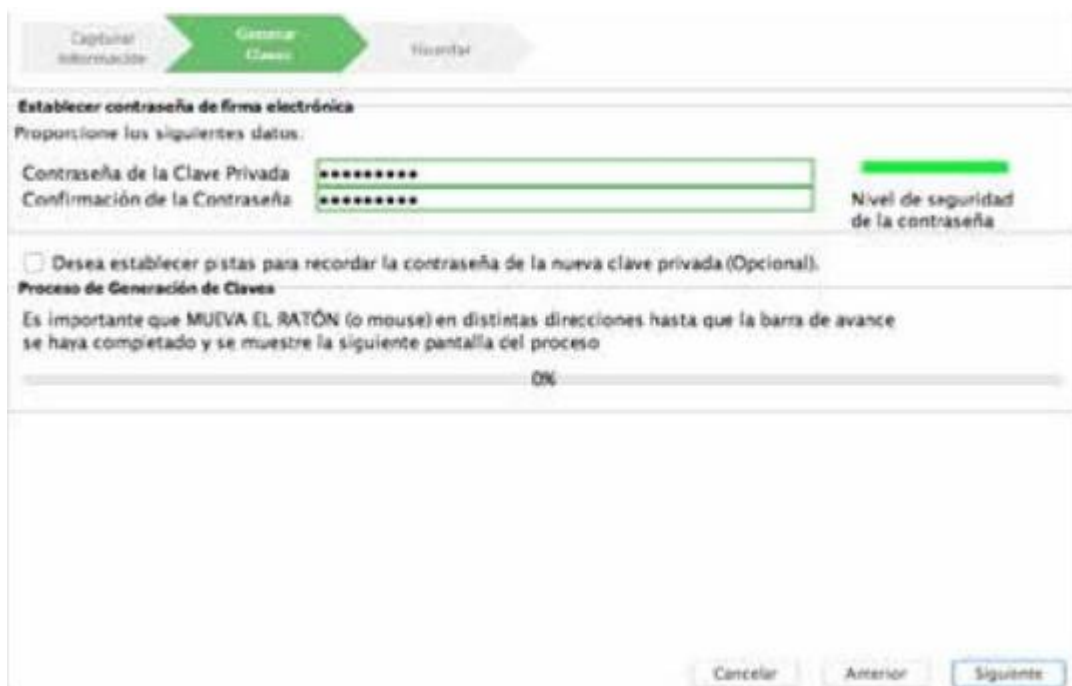 Capturar
Información
Generar
Claves
Guardar
Establecer contraseña de firma electrónica
Proporcione los siguientes datos:
Contraseña de la Clave Privada •••••••••
Confirmación de la Contraseña •••••••••
Nivel de seguridad
de la contraseña
Desea establecer pistas para recordar la contraseña de la nueva clave privada (Opcional).
Proceso de Generación de Claves
Es importante que MUEVA EL RATÓN (o mouse) en distintas direcciones hasta que la barra de avance
se haya completado y se muestre la siguiente pantalla del proceso
0%
Cancelar
Anterior
Siguiente